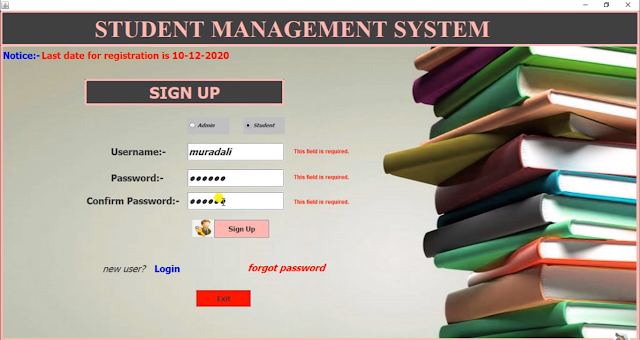 STUDENT MANAGEMENT SYSTEM
Notice:- Last date for registration is 10-12-2020
SIGN UP
Admin Student
Username:- muradali This field is required.
Password:- •••••• This field is required.
Confirm Password:- •••••• This field is required.
Sign Up
new user? Login forgot password
Exit